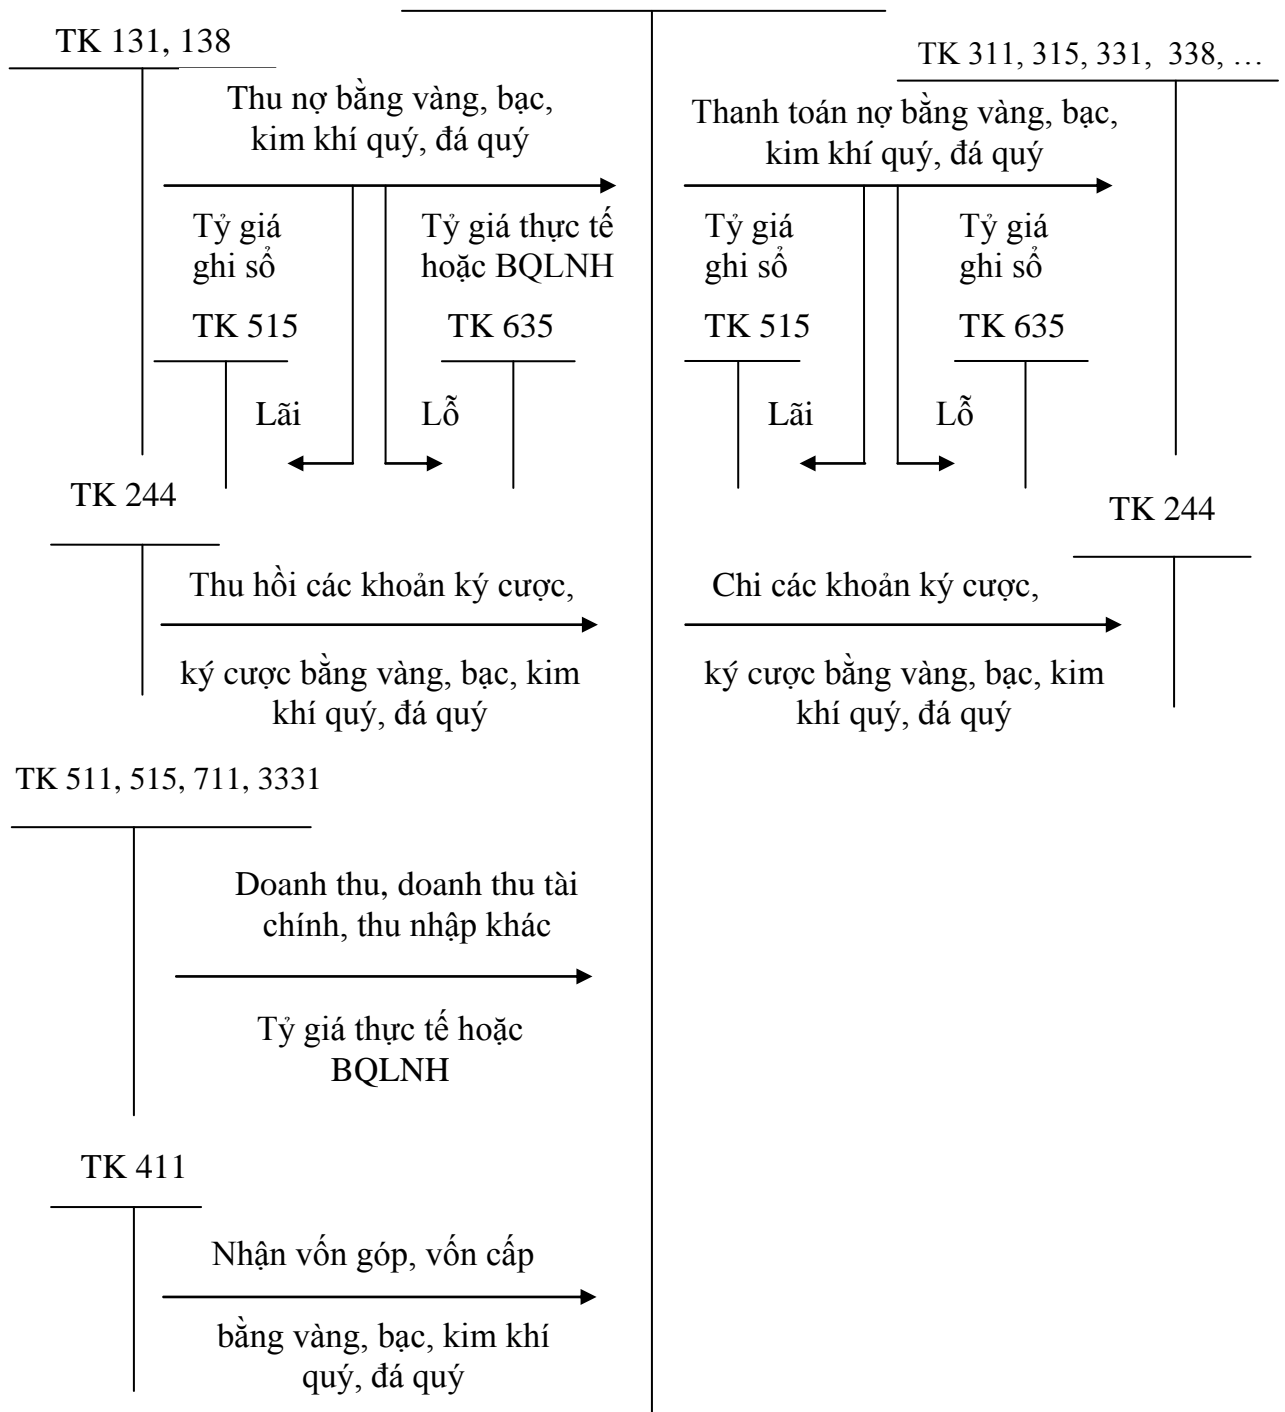 TK 131, 138
TK 311, 315, 331, 338, …
Thu nợ bằng vàng, bạc,
kim khí quý, đá quý
Thanh toán nợ bằng vàng, bạc,
kim khí quý, đá quý
Tỷ giá
ghi sổ
Tỷ giá thực tế
hoặc BQLNH
Tỷ giá
ghi sổ
Tỷ giá
ghi sổ
TK 515
TK 635
TK 515
TK 635
Lãi
Lỗ
Lãi
Lỗ
TK 244
TK 244
Thu hồi các khoản ký cược,
ký cược bằng vàng, bạc, kim
khí quý, đá quý
Chi các khoản ký cược,
ký cược bằng vàng, bạc, kim
khí quý, đá quý
TK 511, 515, 711, 3331
Doanh thu, doanh thu tài
chính, thu nhập khác
Tỷ giá thực tế hoặc
BQLNH
TK 411
Nhận vốn góp, vốn cấp
bằng vàng, bạc, kim khí
quý, đá quý